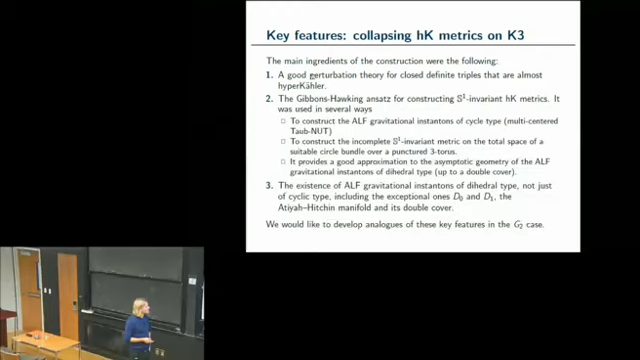 Key features: collapsing hK metrics on K3
The main ingredients of the construction were the following:
1. A good perturbation theory for closed definite triples that are almost
hyperKähler.
2. The Gibbons-Hawking ansatz for constructing S¹-invariant hK metrics. It
was used in several ways
□ To construct the ALF gravitational instantons of cycle type (multi-centered
Taub-NUT)
□ To construct the incomplete S¹-invariant metric on the total space of a
suitable circle bundle over a punctured 3-torus.
□ It provides a good approximation to the asymptotic geometry of the ALF
gravitational instantons of dihedral type (up to a double cover).
3. The existence of ALF gravitational instantons of dihedral type, not just
of cyclic type, including the exceptional ones D₀ and D₁, the
Atiyah–Hitchin manifold and its double cover.
We would like to develop analogues of these key features in the G₂ case.